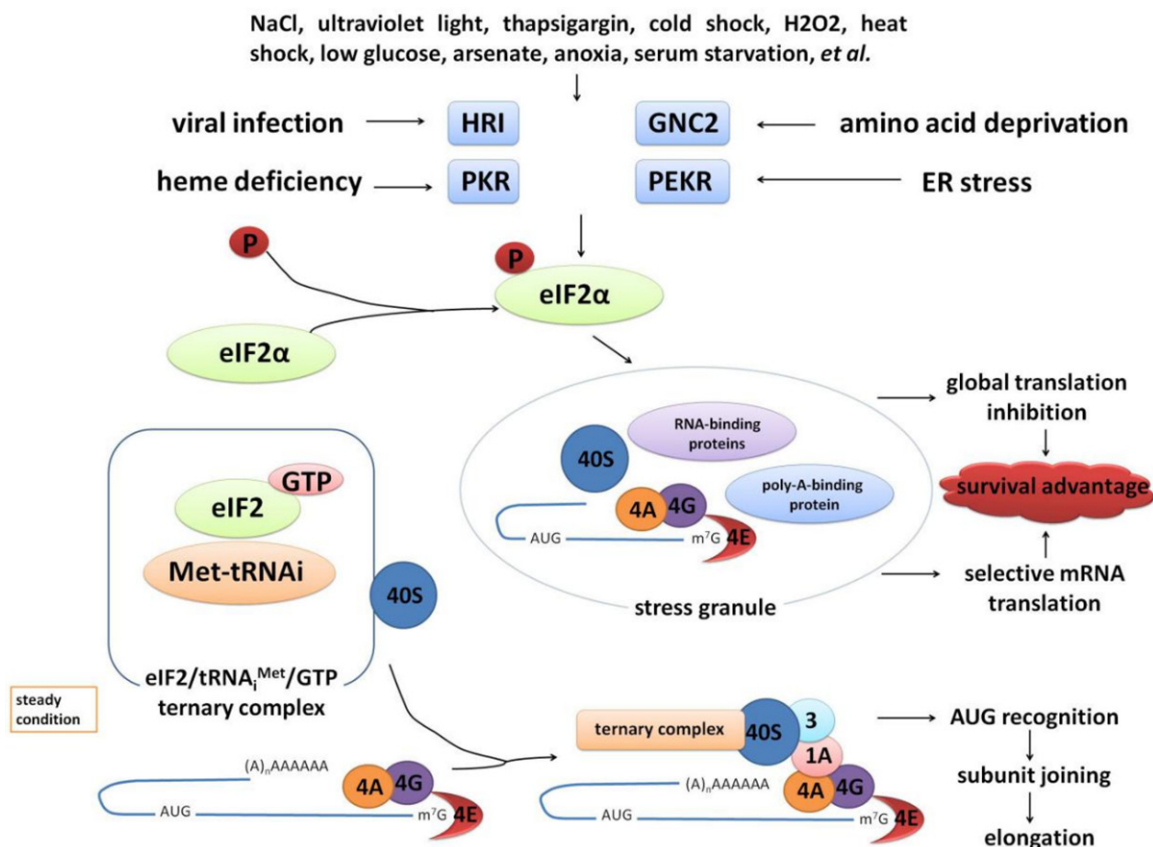 NaCl, ultraviolet light, thapsigargin, cold shock, H2O2, heat
shock, low glucose, arsenate, anoxia, serum starvation, et al.
viral infection
HRI
GNC2
amino acid deprivation
heme deficiency
PKR
PEKR
ER stress
P
P
eIF2α
eIF2α
global translation
inhibition
RNA-binding
proteins
40S
poly-A-binding
protein
survival advantage
4A
4G
4E
AUG
m⁷G
selective mRNA
translation
stress granule
GTP
eIF2
Met-tRNAi
40S
eIF2/tRNAᵢᴹᵉᵗ/GTP
ternary complex
steady
condition
ternary complex
40S
3
1A
AUG recognition
subunit joining
elongation
(A)ₙAAAAAA
4A
4G
4E
AUG
m⁷G
(A)ₙAAAAAA
4A
4G
4E
AUG
m⁷G